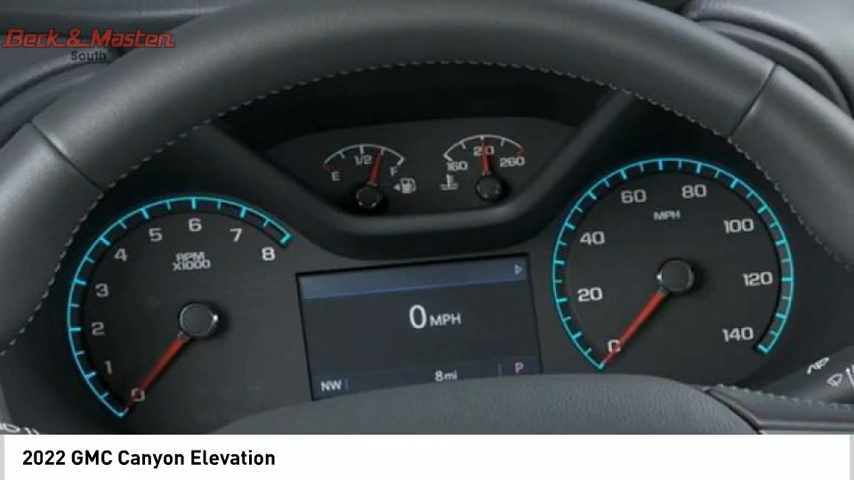 Beck & Masten
South
E 1/2 F
160 210 260
RPM
X1000
0 1 2 3 4 5 6 7 8
MPH
0 20 40 60 80 100 120 140
0 MPH
NW 8mi P
2022 GMC Canyon Elevation